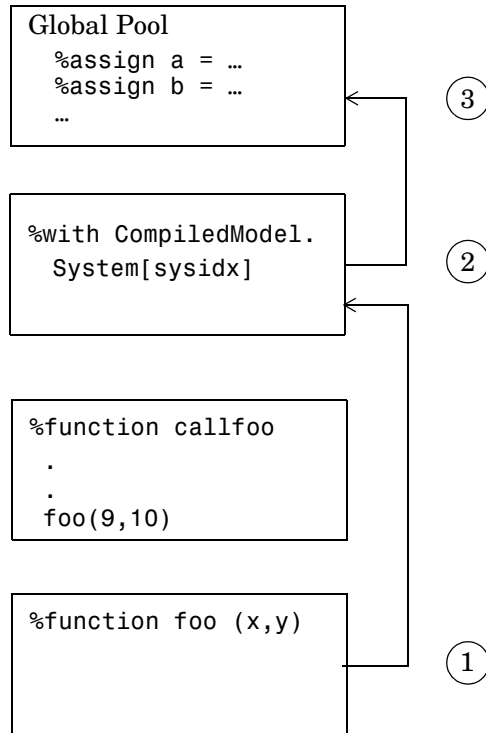 Global Pool
%assign a = …
%assign b = …
…
3
%with CompiledModel.
System[sysidx]
2
%function callfoo
.
.
foo(9,10)
%function foo (x,y)
1